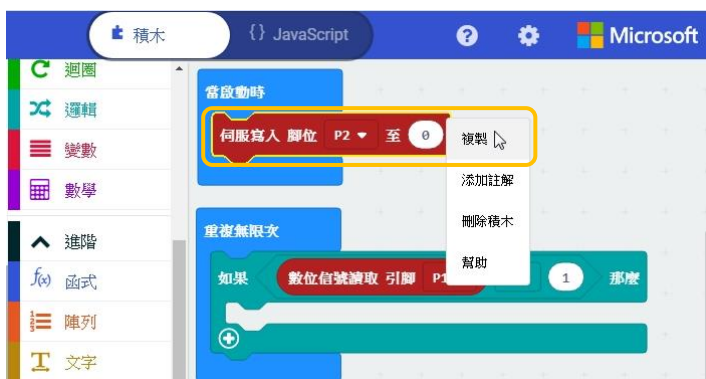 積木
{} JavaScript
?
Microsoft
迴圈
邏輯
變數
數學
進階
f(x) 函式
陣列
文字
當啟動時
伺服寫入 腳位 P2 至 0
複製
添加註解
刪除積木
幫助
重複無限次
如果 數位信號讀取 引腳 P1 1 那麼